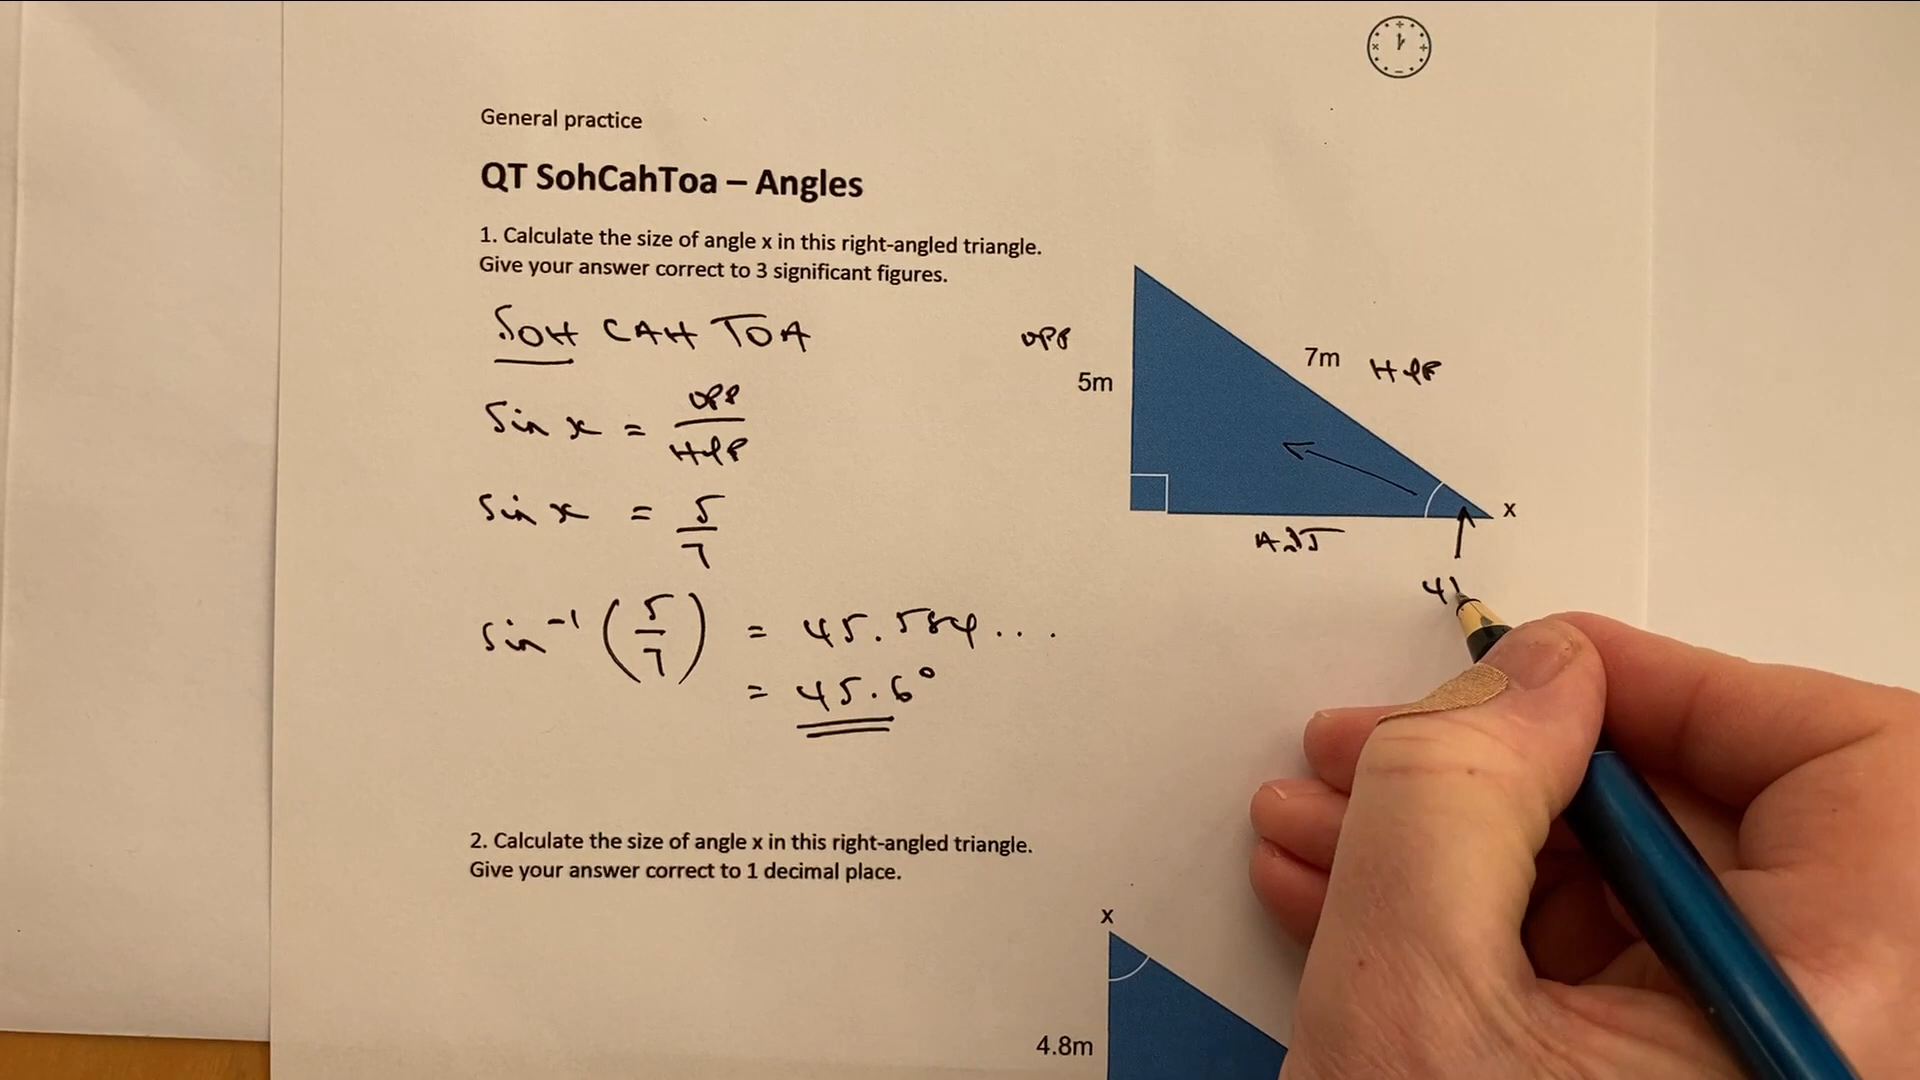 General practice
QT SohCahToa – Angles
1. Calculate the size of angle x in this right-angled triangle.
Give your answer correct to 3 significant figures.
SOH CAH TOA
OPP
5m
7m
HYP
Sin x = OPP / HYP
Sin x = 5 / 7
x
ADJ
Sin⁻¹ (5 / 7) = 45.584...
= 45.6°
2. Calculate the size of angle x in this right-angled triangle.
Give your answer correct to 1 decimal place.
x
4.8m